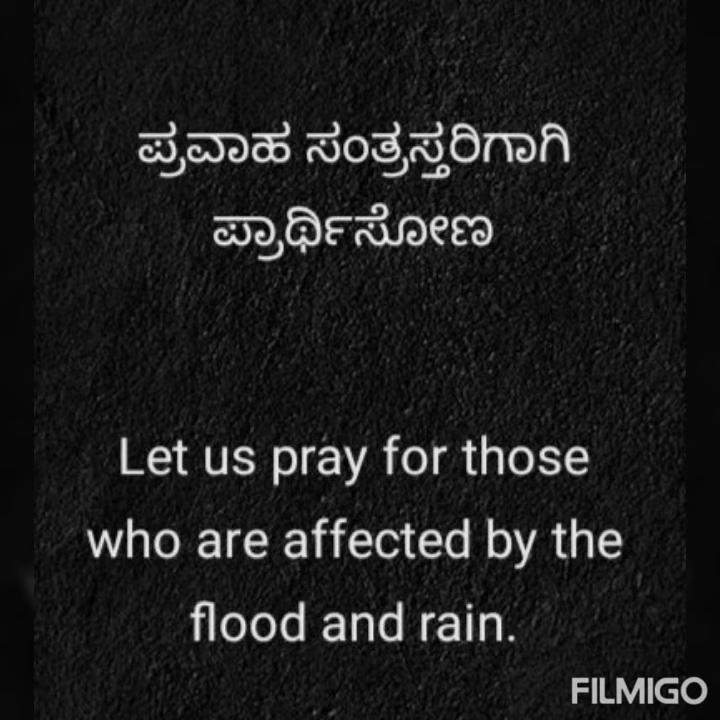 ಪ್ರವಾಹ ಸಂತ್ರಸ್ತರಿಗಾಗಿ
ಪ್ರಾರ್ಥಿಸೋಣ
Let us pray for those
who are affected by the
flood and rain.
FILMIGO